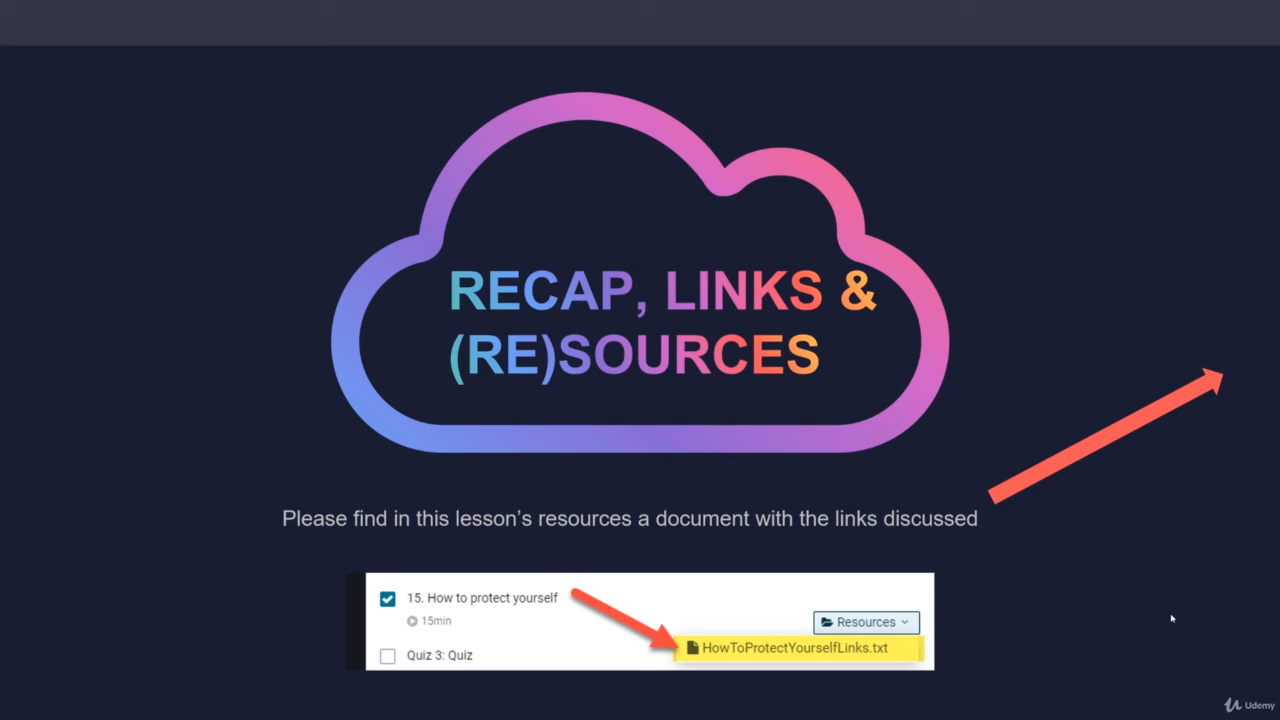 RECAP, LINKS &
(RE)SOURCES
Please find in this lesson's resources a document with the links discussed
15. How to protect yourself
15min
Resources
HowToProtectYourselfLinks.txt
Quiz 3: Quiz
Udemy